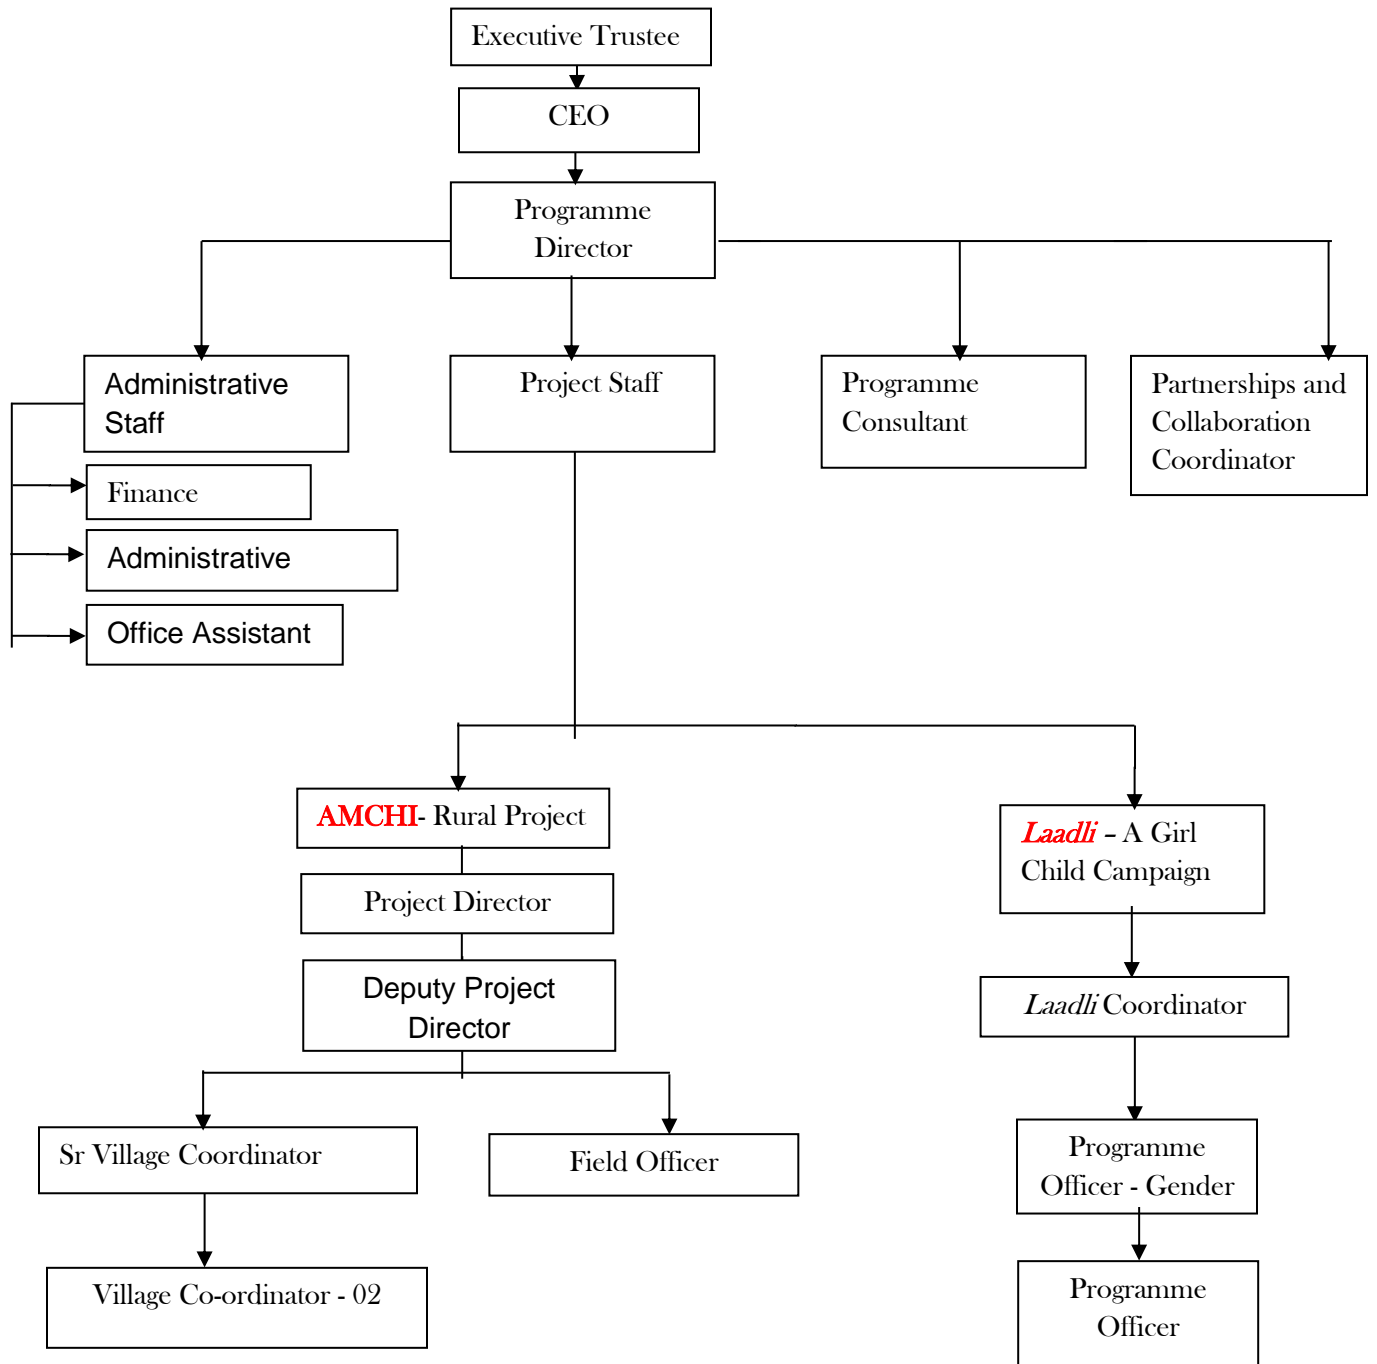 Executive Trustee
CEO
Programme
Director
Administrative
Staff
Project Staff
Programme
Consultant
Partnerships and
Collaboration
Coordinator
Finance
Administrative
Office Assistant
AMCHI- Rural Project
Laadli – A Girl
Child Campaign
Project Director
Deputy Project
Director
Laadli Coordinator
Sr Village Coordinator
Field Officer
Programme
Officer - Gender
Village Co-ordinator - 02
Programme
Officer